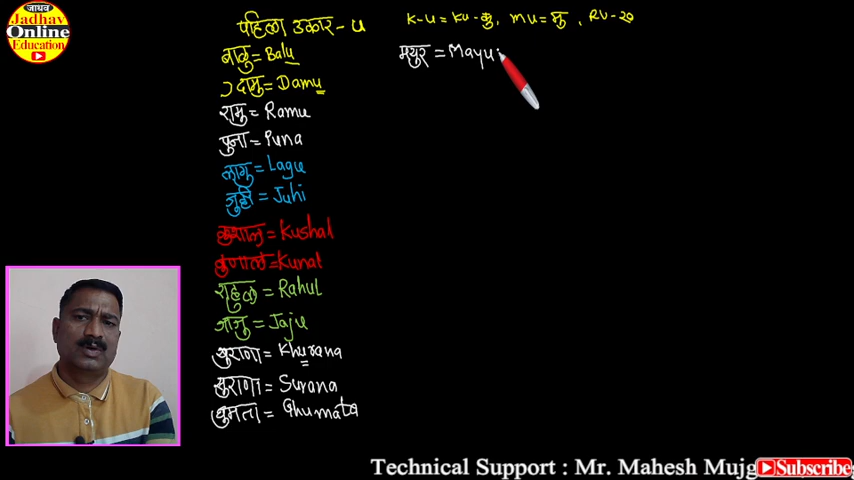 जाधव
Jadhav
Online
Education
पहिला उकार - u
K-u = Ku - कु, mu = मु, Ru - रु
बाळु = Balu
दामु = Damu
रामु = Ramu
पुना = Puna
लागु = Lagu
जुही = Juhi
कुशाल = Kushal
कुणाल = Kunal
राहुल = Rahul
जाजु = Jaju
खुराना = Khurana
सुराणा = Surana
घुमता = Ghumata
मयुर = Mayu
Technical Support : Mr. Mahesh Mujg
Subscribe